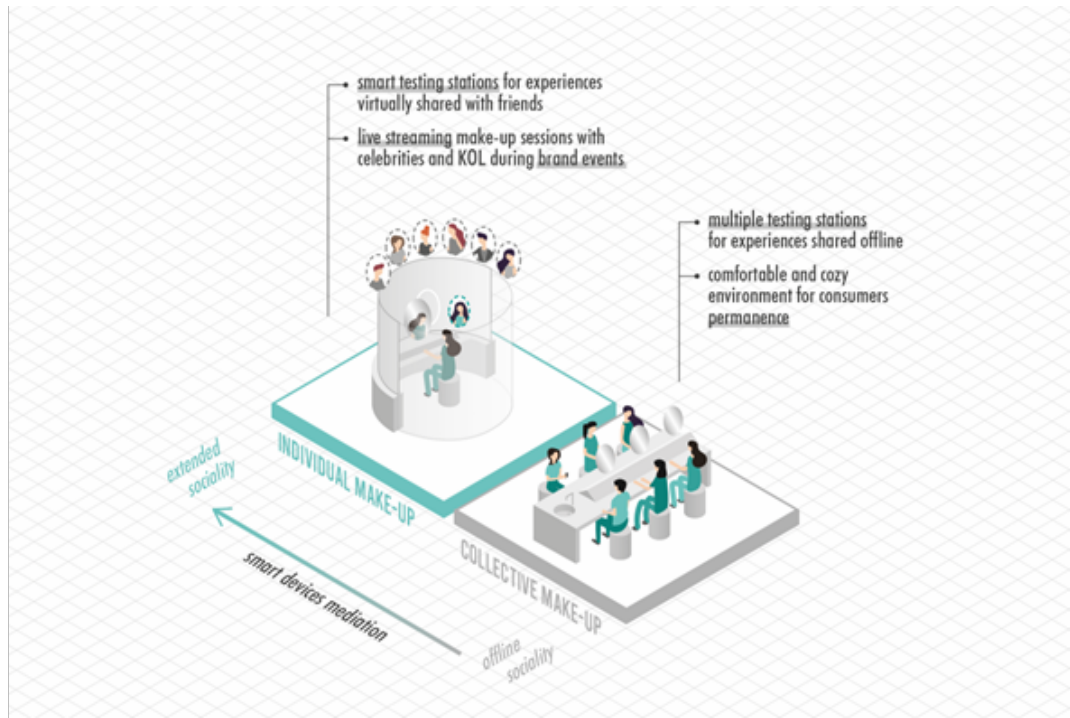 smart testing stations for experiences
virtually shared with friends
live streaming make-up sessions with
celebrities and KOL during brand events
multiple testing stations
for experiences shared offline
comfortable and cozy
environment for consumers
permanence
INDIVIDUAL MAKE-UP
COLLECTIVE MAKE-UP
extended
sociality
smart devices mediation
offline
sociality